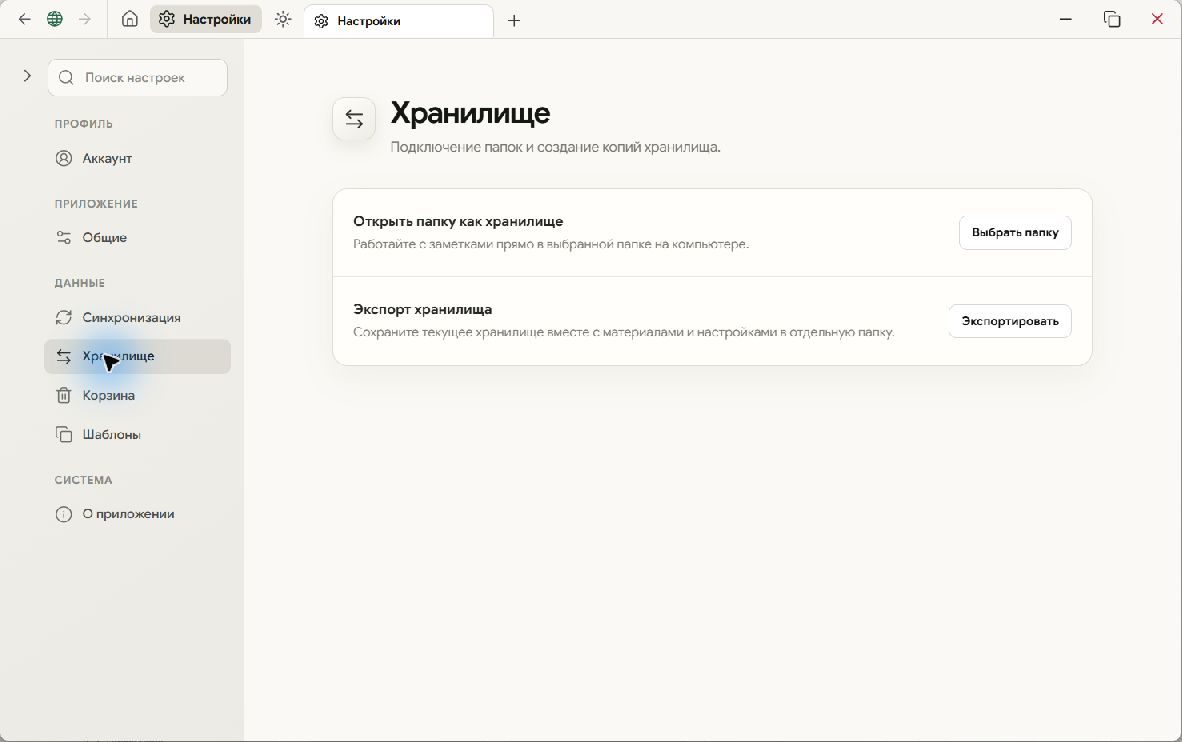 Настройки
Настройки
Поиск настроек
ПРОФИЛЬ
Аккаунт
ПРИЛОЖЕНИЕ
Общие
ДАННЫЕ
Синхронизация
Хранилище
Корзина
Шаблоны
СИСТЕМА
О приложении
Хранилище
Подключение папок и создание копий хранилища.
Открыть папку как хранилище
Работайте с заметками прямо в выбранной папке на компьютере.
Выбрать папку
Экспорт хранилища
Сохраните текущее хранилище вместе с материалами и настройками в отдельную папку.
Экспортировать